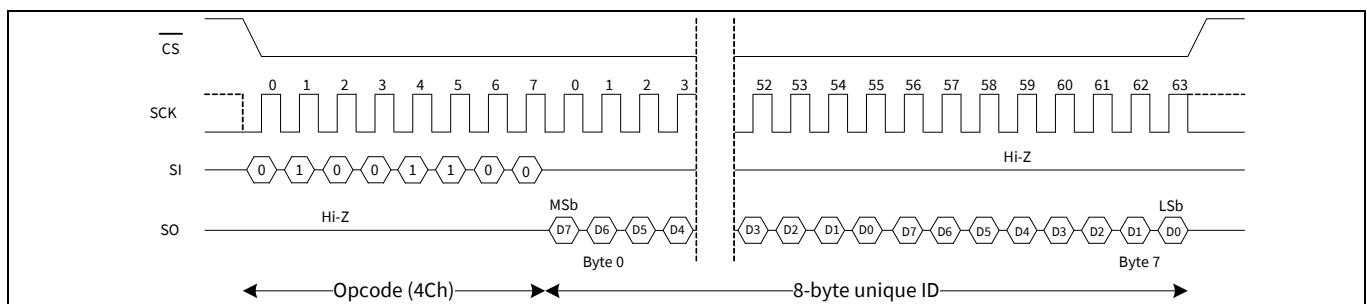 CS
0 1 2 3 4 5 6 7 0 1 2 3 52 53 54 55 56 57 58 59 60 61 62 63
SCK
Hi-Z
SI 0 1 0 0 1 1 0 0
Hi-Z MSb LSb
SO D7 D6 D5 D4 D3 D2 D1 D0 D7 D6 D5 D4 D3 D2 D1 D0
Byte 0 Byte 7
Opcode (4Ch) 8-byte unique ID